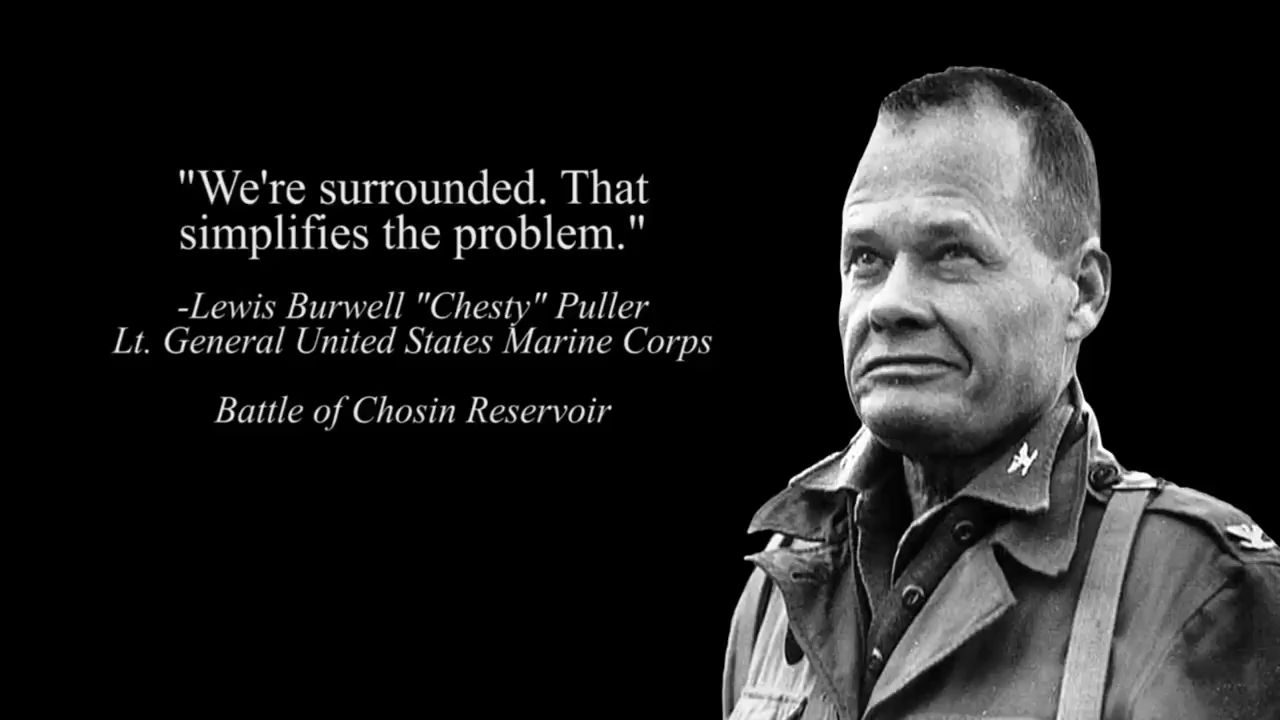 "We're surrounded. That
simplifies the problem."
-Lewis Burwell "Chesty" Puller
Lt. General United States Marine Corps
Battle of Chosin Reservoir